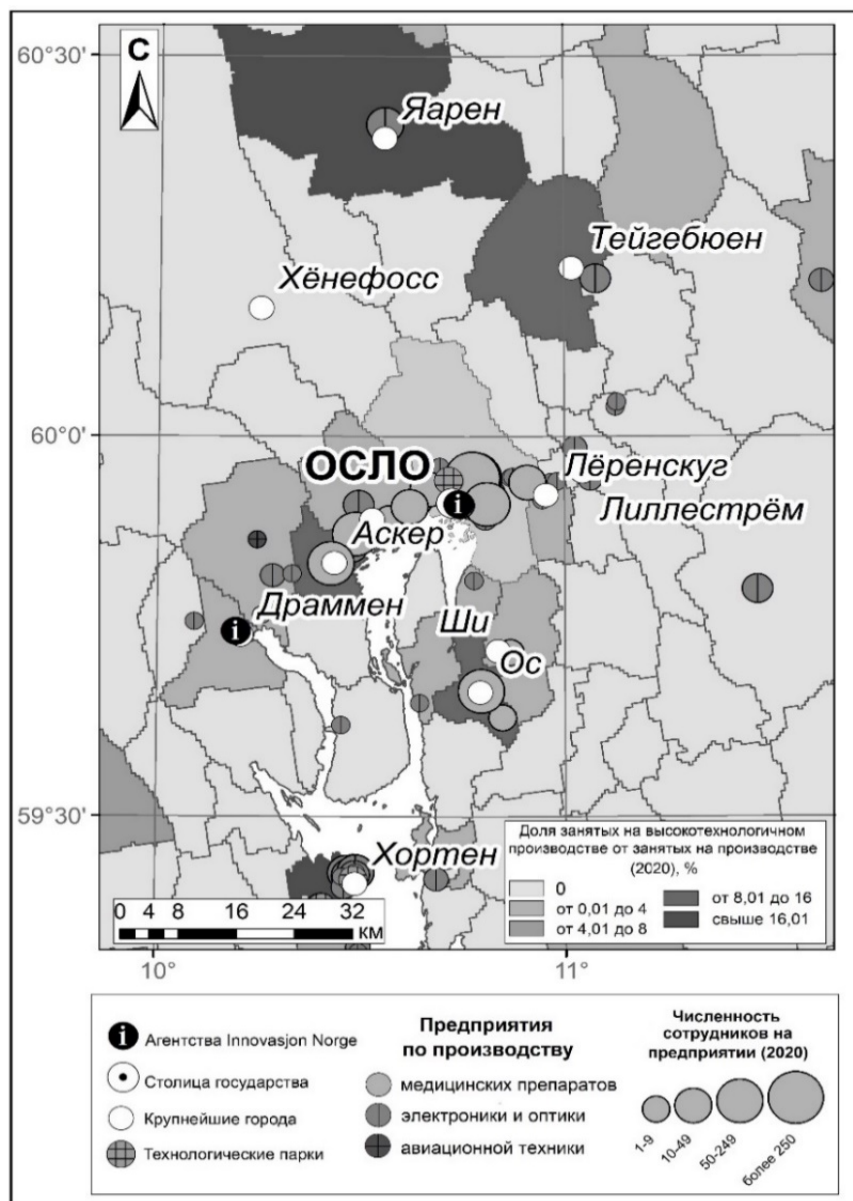 60°30'
С
Яарен
Тейгебюен
Хёнефосс
60°0'
ОСЛО
Лёренскуг
Лиллестрём
Аскер
Драммен
Ши
Ос
59°30'
Хортен
Доля занятых на высокотехнологичном
производстве от занятых на производстве
(2020), %
0
от 0,01 до 4
от 4,01 до 8
от 8,01 до 16
свыше 16,01
0 4 8 16 24 32
км
10°
11°
i Агентства Innovasjon Norge
Столица государства
Крупнейшие города
Технологические парки
Предприятия
по производству
медицинских препаратов
электроники и оптики
авиационной техники
Численность
сотрудников на
предприятии (2020)
1-9
10-49
50-249
более 250